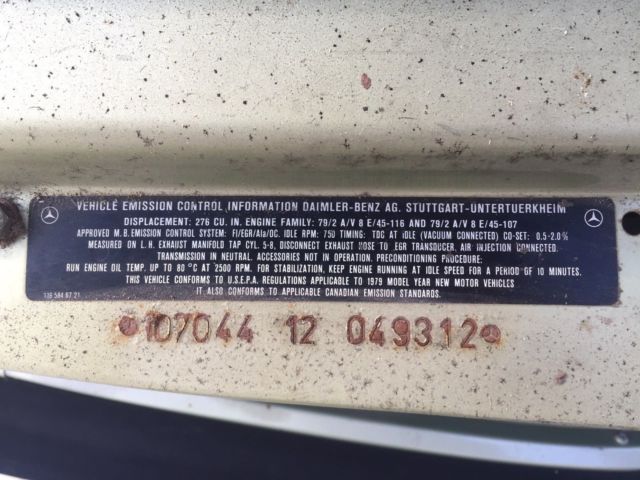 VEHICLE EMISSION CONTROL INFORMATION DAIMLER-BENZ AG. STUTTGART-UNTERTUERKHEIM
DISPLACEMENT: 276 CU. IN. ENGINE FAMILY: 79/2 A/V 8 E/45-116 AND 79/2 A/V 8 E/45-107
APPROVED M.B. EMISSION CONTROL SYSTEM: FI/EGR/AIa/OC. IDLE RPM: 750 TIMING: TDC AT IDLE (VACUUM CONNECTED) CO-SET: 0.5-2.0%
MEASURED ON L.H. EXHAUST MANIFOLD TAP CYL. 5-8, DISCONNECT EXHAUST HOSE TO EGR TRANSDUCER, AIR INJECTION CONNECTED.
TRANSMISSION IN NEUTRAL. ACCESSORIES NOT IN OPERATION. PRECONDITIONING PROCEDURE:
RUN ENGINE OIL TEMP. UP TO 80 °C AT 2500 RPM. FOR STABILIZATION, KEEP ENGINE RUNNING AT IDLE SPEED FOR A PERIOD OF 10 MINUTES.
THIS VEHICLE CONFORMS TO U.S.E.P.A. REGULATIONS APPLICABLE TO 1979 MODEL YEAR NEW MOTOR VEHICLES
IT ALSO CONFORMS TO APPLICABLE CANADIAN EMISSION STANDARDS.
107044 12 049312